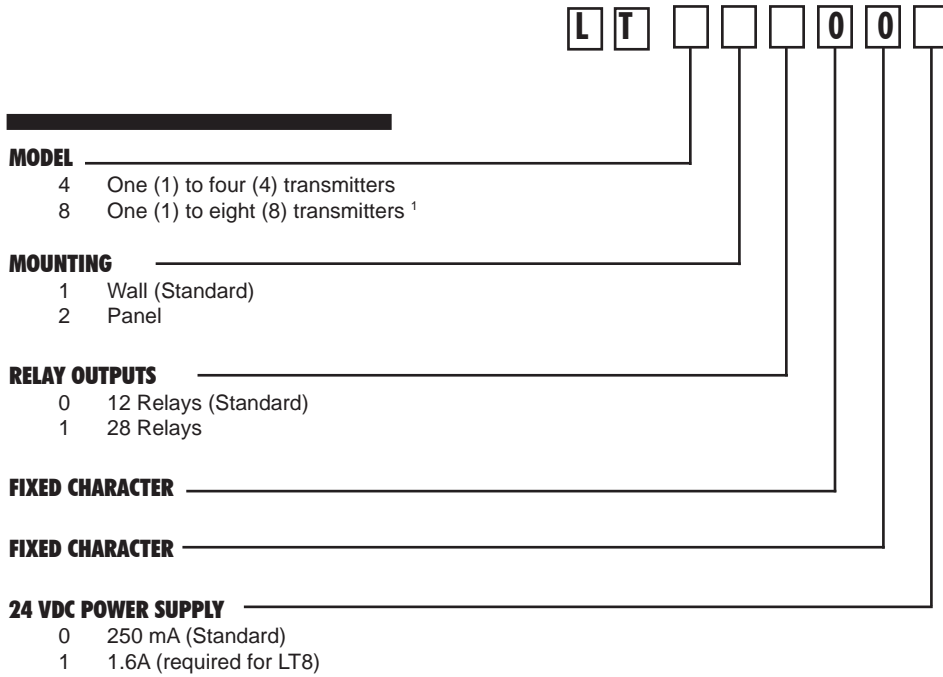 L T 0 0
MODEL
4 One (1) to four (4) transmitters
8 One (1) to eight (8) transmitters ¹
MOUNTING
1 Wall (Standard)
2 Panel
RELAY OUTPUTS
0 12 Relays (Standard)
1 28 Relays
FIXED CHARACTER
FIXED CHARACTER
24 VDC POWER SUPPLY
0 250 mA (Standard)
1 1.6A (required for LT8)